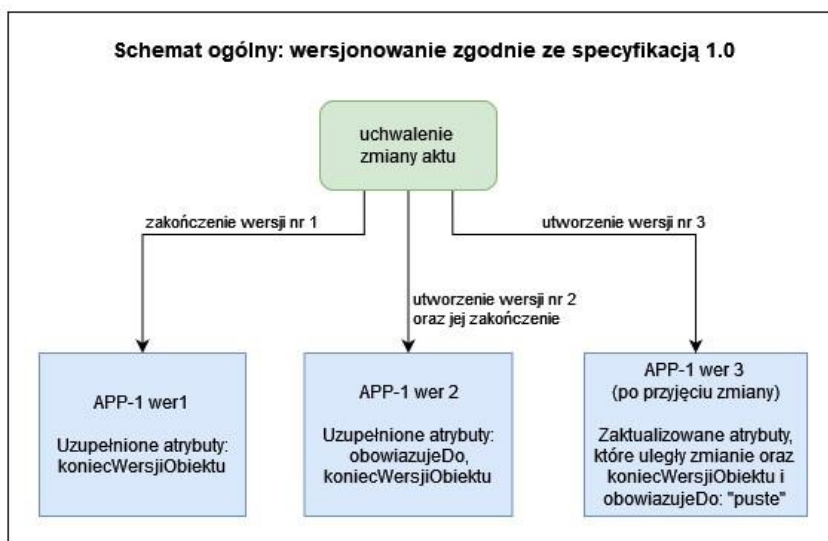 Schemat ogólny: wersjonowanie zgodnie ze specyfikacją 1.0
uchwalenie
zmiany aktu
zakończenie wersji nr 1
utworzenie wersji nr 3
utworzenie wersji nr 2
oraz jej zakończenie
APP-1 wer1
Uzupełnione atrybuty:
koniecWersjiObiektu
APP-1 wer 2
Uzupełnione atrybuty:
obowiazujeDo,
koniecWersjiObiektu
APP-1 wer 3
(po przyjęciu zmiany)
Zaktualizowane atrybuty,
które uległy zmianie oraz
koniecWersjiObiektu i
obowiazujeDo: "puste"